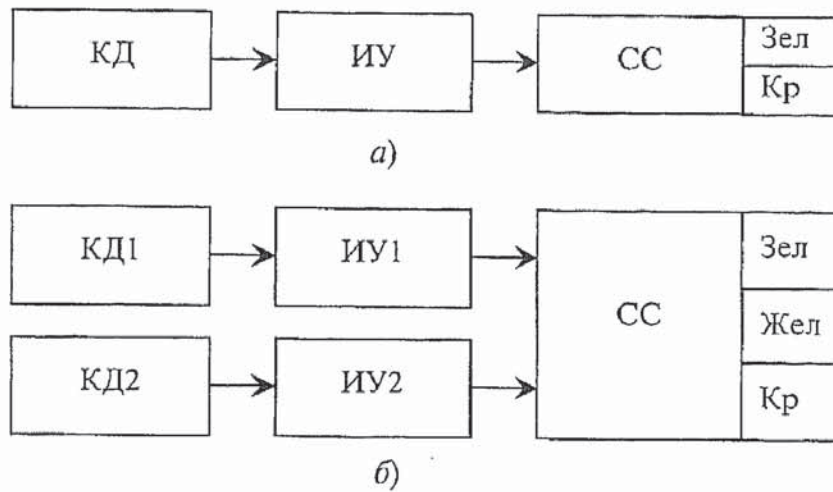 КД ИУ СС Зел
Кр
а)
КД1 ИУ1 СС Зел
Жел
КД2 ИУ2 Кр
б)